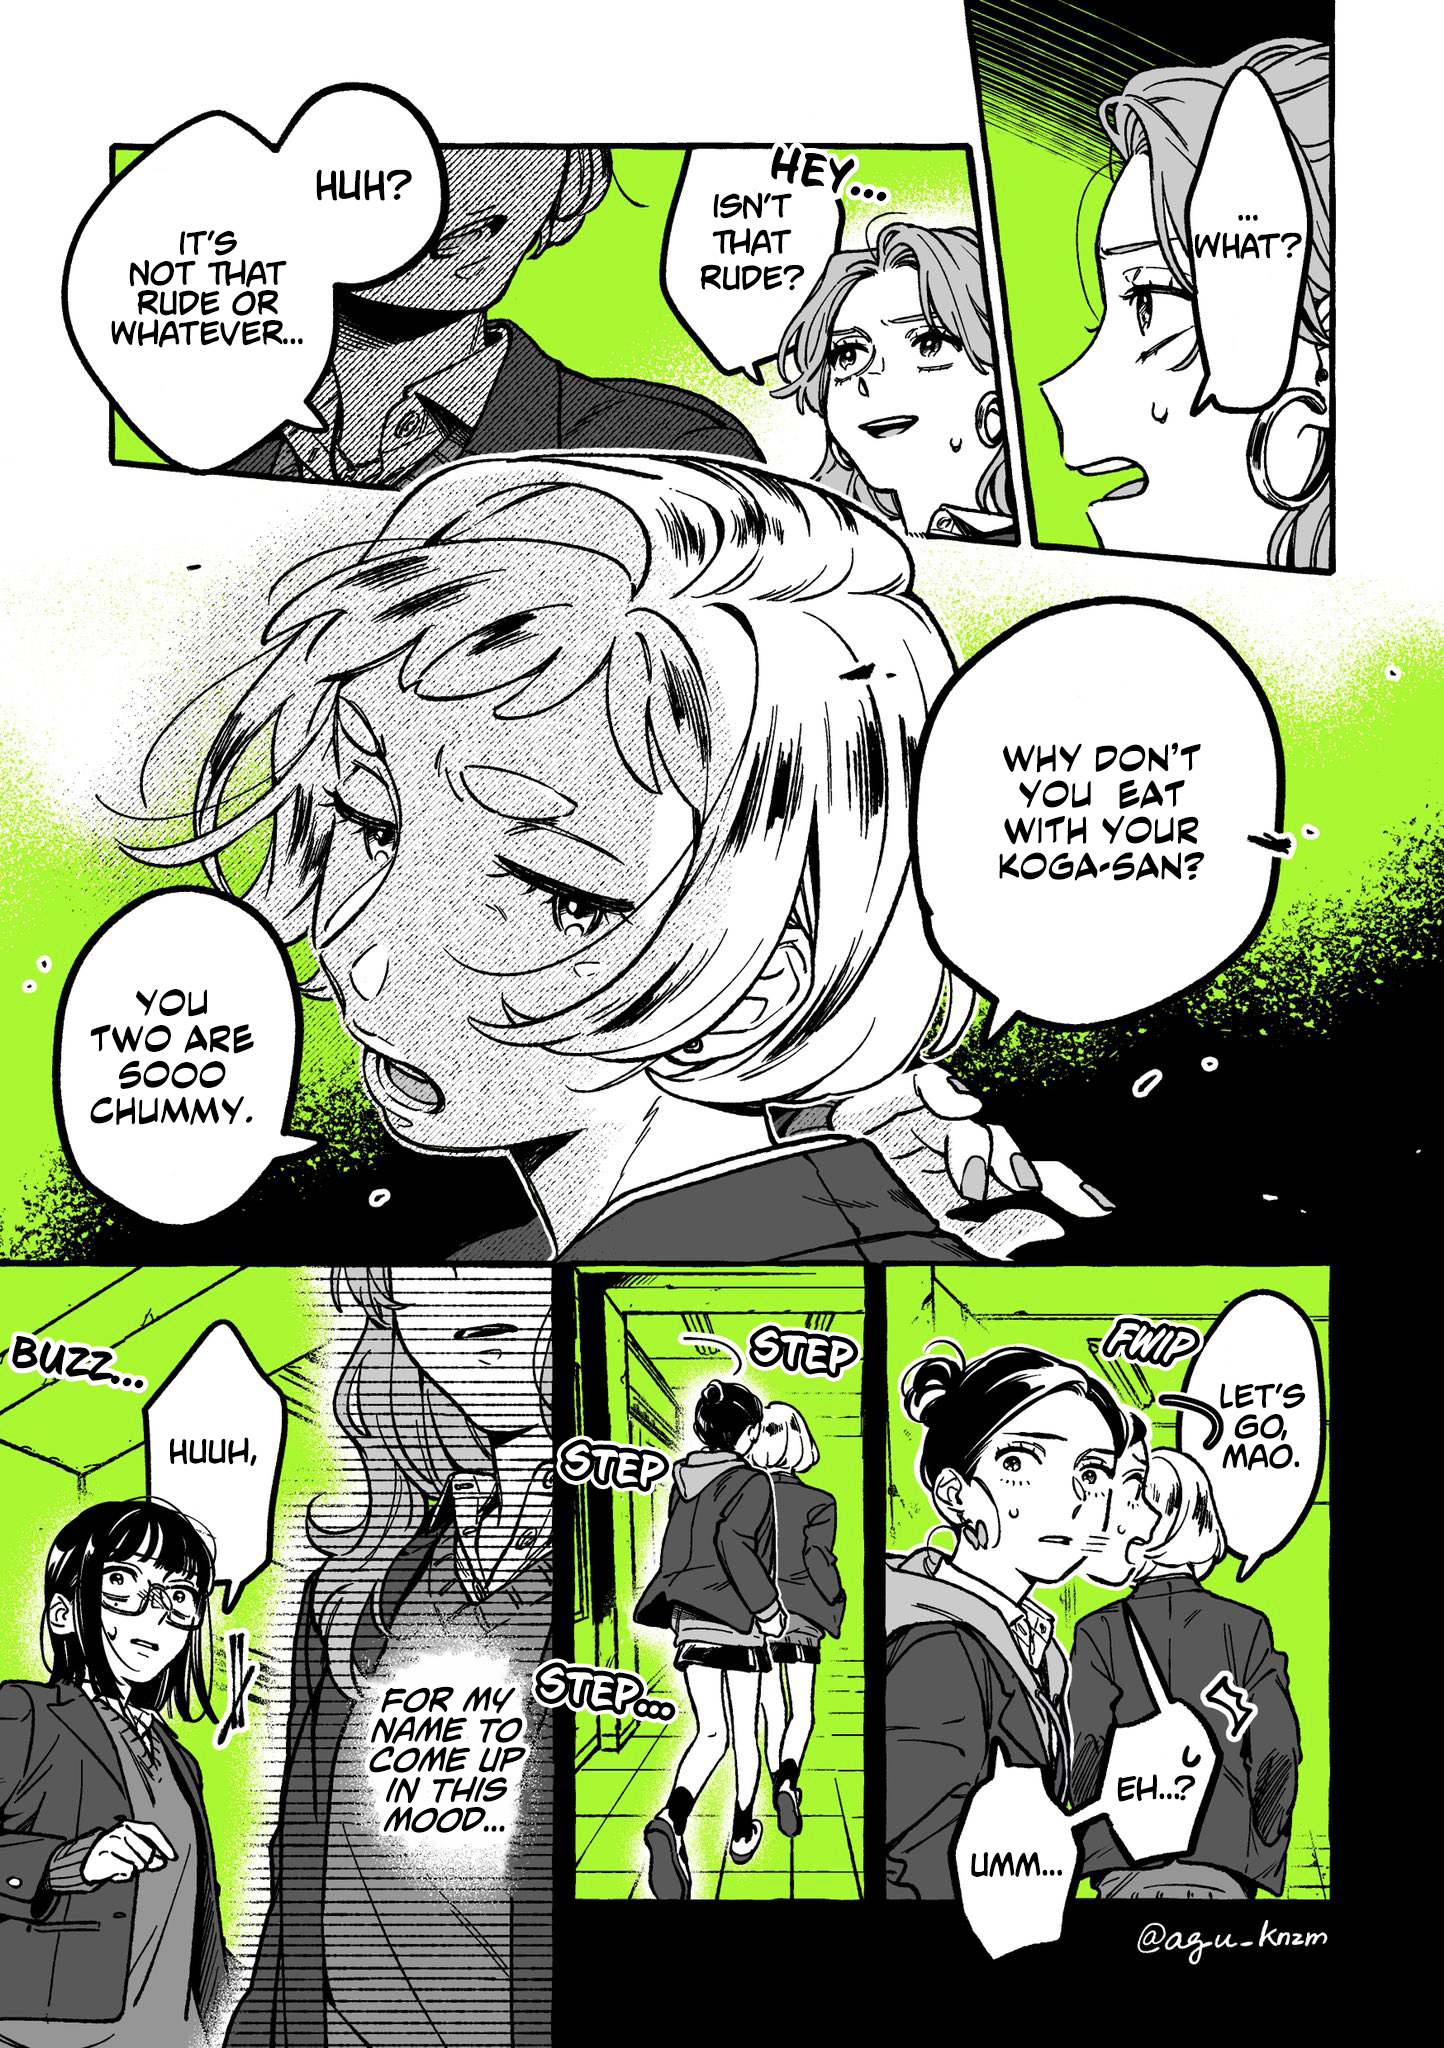 ...
WHAT?
HEY...
ISN'T
THAT
RUDE?
HUH?
IT'S
NOT THAT
RUDE OR
WHATEVER...
WHY DON'T
YOU EAT
WITH YOUR
KOGA-SAN?
YOU
TWO ARE
SOOO
CHUMMY.
FWIP
LET'S
GO,
MAO.
EH...?
UMM...
STEP
STEP
STEP...
FOR MY
NAME TO
COME UP
IN THIS
MOOD...
BUZZ...
HUUH,
@agu_knzm